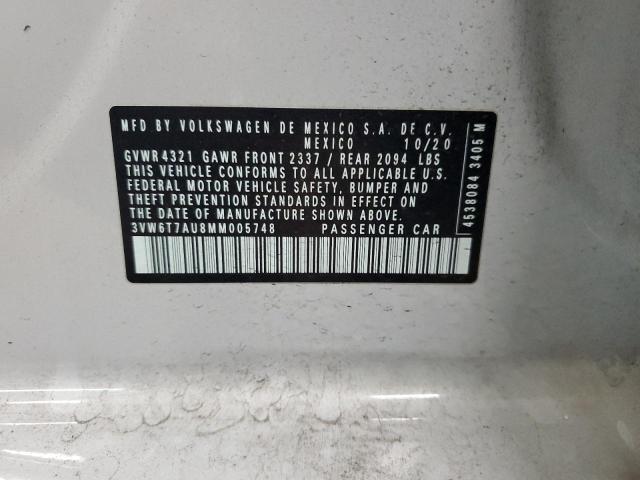 MFD BY VOLKSWAGEN DE MEXICO S.A. DE C.V.
MEXICO 10/20
GVWR 4321 GAWR FRONT 2337 / REAR 2094 LBS
THIS VEHICLE CONFORMS TO ALL APPLICABLE U.S.
FEDERAL MOTOR VEHICLE SAFETY, BUMPER AND
THEFT PREVENTION STANDARDS IN EFFECT ON
THE DATE OF MANUFACTURE SHOWN ABOVE.
3VW6T7AU8MM005748 PASSENGER CAR
4538084 3405 M